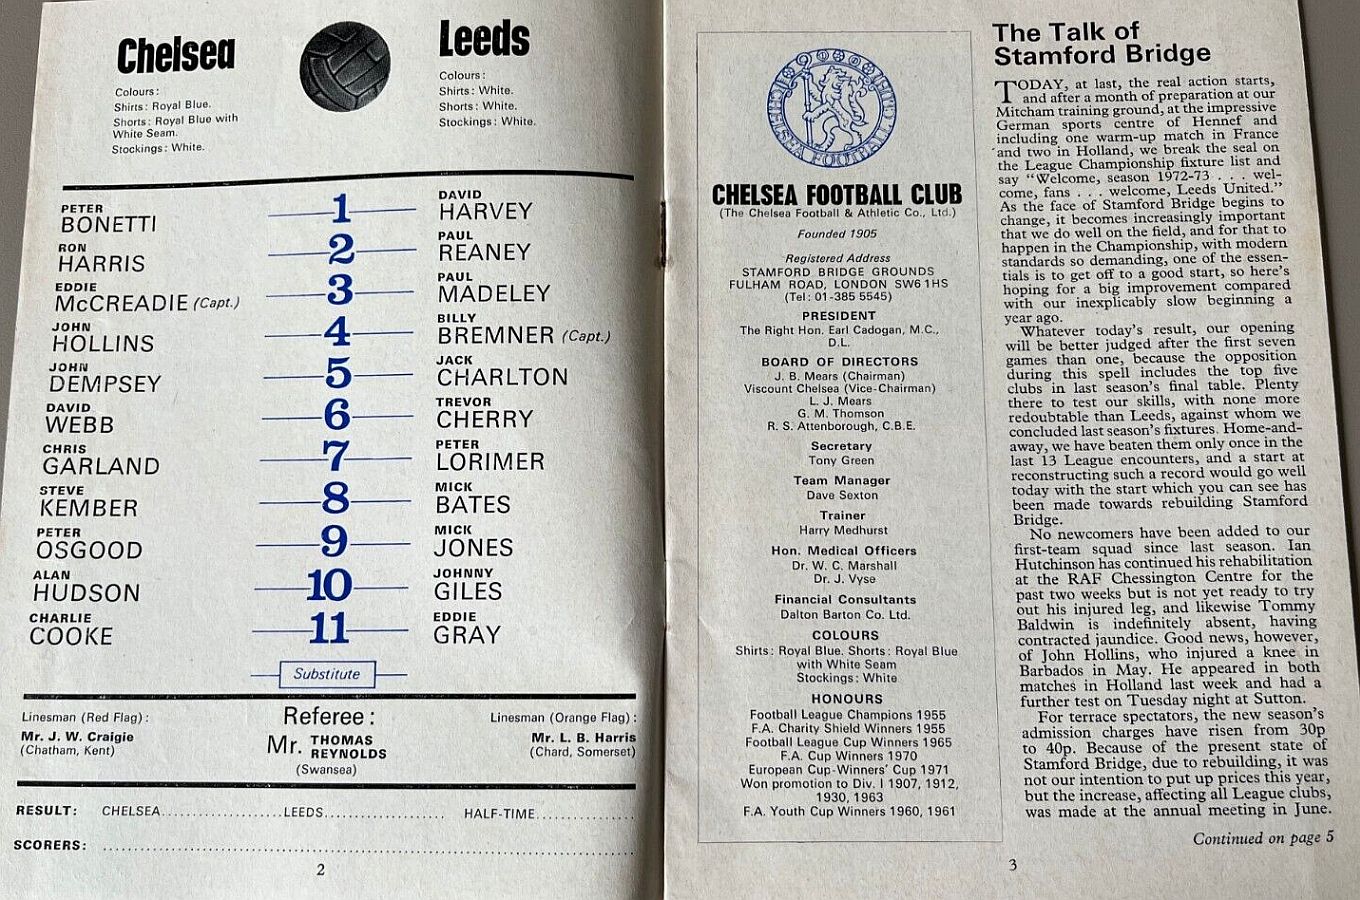 Chelsea
Colours:
Shirts: Royal Blue.
Shorts: Royal Blue with
White Seam.
Stockings: White.
Leeds
Colours:
Shirts: White.
Shorts: White.
Stockings: White.
PETER
BONETTI
1
DAVID
HARVEY
RON
HARRIS
2
PAUL
REANEY
EDDIE
McCREADIE (Capt.)
3
PAUL
MADELEY
JOHN
HOLLINS
4
BILLY
BREMNER (Capt.)
JOHN
DEMPSEY
5
JACK
CHARLTON
DAVID
WEBB
6
TREVOR
CHERRY
CHRIS
GARLAND
7
PETER
LORIMER
STEVE
KEMBER
8
MICK
BATES
PETER
OSGOOD
9
MICK
JONES
ALAN
HUDSON
10
JOHNNY
GILES
CHARLIE
COOKE
11
EDDIE
GRAY
Substitute
Linesman (Red Flag):
Mr. J. W. Craigie
(Chatham, Kent)
Referee:
Mr. THOMAS
REYNOLDS
(Swansea)
Linesman (Orange Flag):
Mr. L. B. Harris
(Chard, Somerset)
RESULT: CHELSEA....................LEEDS....................HALF-TIME....................
SCORERS: ....................
2
CHELSEA FOOTBALL CLUB
CHELSEA FOOTBALL CLUB
(The Chelsea Football & Athletic Co., Ltd.)
Founded 1905
Registered Address
STAMFORD BRIDGE GROUNDS
FULHAM ROAD, LONDON SW6 1HS
(Tel: 01-385 5545)
PRESIDENT
The Right Hon. Earl Cadogan, M.C.,
D.L.
BOARD OF DIRECTORS
J. B. Mears (Chairman)
Viscount Chelsea (Vice-Chairman)
L. J. Mears
G. M. Thomson
R. S. Attenborough, C.B.E.
Secretary
Tony Green
Team Manager
Dave Sexton
Trainer
Harry Medhurst
Hon. Medical Officers
Dr. W. C. Marshall
Dr. J. Vyse
Financial Consultants
Dalton Barton Co. Ltd.
COLOURS
Shirts: Royal Blue. Shorts: Royal Blue
with White Seam
Stockings: White
HONOURS
Football League Champions 1955
F.A. Charity Shield Winners 1955
Football League Cup Winners 1965
F.A. Cup Winners 1970
European Cup-Winners' Cup 1971
Won promotion to Div. I 1907, 1912,
1930, 1963
F.A. Youth Cup Winners 1960, 1961
The Talk of
Stamford Bridge
TODAY, at last, the real action starts,
and after a month of preparation at our
Mitcham training ground, at the impressive
German sports centre of Hennef and
including one warm-up match in France
and two in Holland, we break the seal on
the League Championship fixture list and
say "Welcome, season 1972-73 . . . wel-
come, fans . . . welcome, Leeds United."
As the face of Stamford Bridge begins to
change, it becomes increasingly important
that we do well on the field, and for that to
happen in the Championship, with modern
standards so demanding, one of the essen-
tials is to get off to a good start, so here's
hoping for a big improvement compared
with our inexplicably slow beginning a
year ago.
Whatever today's result, our opening
will be better judged after the first seven
games than one, because the opposition
during this spell includes the top five
clubs in last season's final table. Plenty
there to test our skills, with none more
redoubtable than Leeds, against whom we
concluded last season's fixtures. Home-and-
away, we have beaten them only once in the
last 13 League encounters, and a start at
reconstructing such a record would go well
today with the start which you can see has
been made towards rebuilding Stamford
Bridge.
No newcomers have been added to our
first-team squad since last season. Ian
Hutchinson has continued his rehabilitation
at the RAF Chessington Centre for the
past two weeks but is not yet ready to try
out his injured leg, and likewise Tommy
Baldwin is indefinitely absent, having
contracted jaundice. Good news, however,
of John Hollins, who injured a knee in
Barbados in May. He appeared in both
matches in Holland last week and had a
further test on Tuesday night at Sutton.
For terrace spectators, the new season's
admission charges have risen from 30p
to 40p. Because of the present state of
Stamford Bridge, due to rebuilding, it was
not our intention to put up prices this year,
but the increase, affecting all League clubs,
was made at the annual meeting in June.
Continued on page 5
3